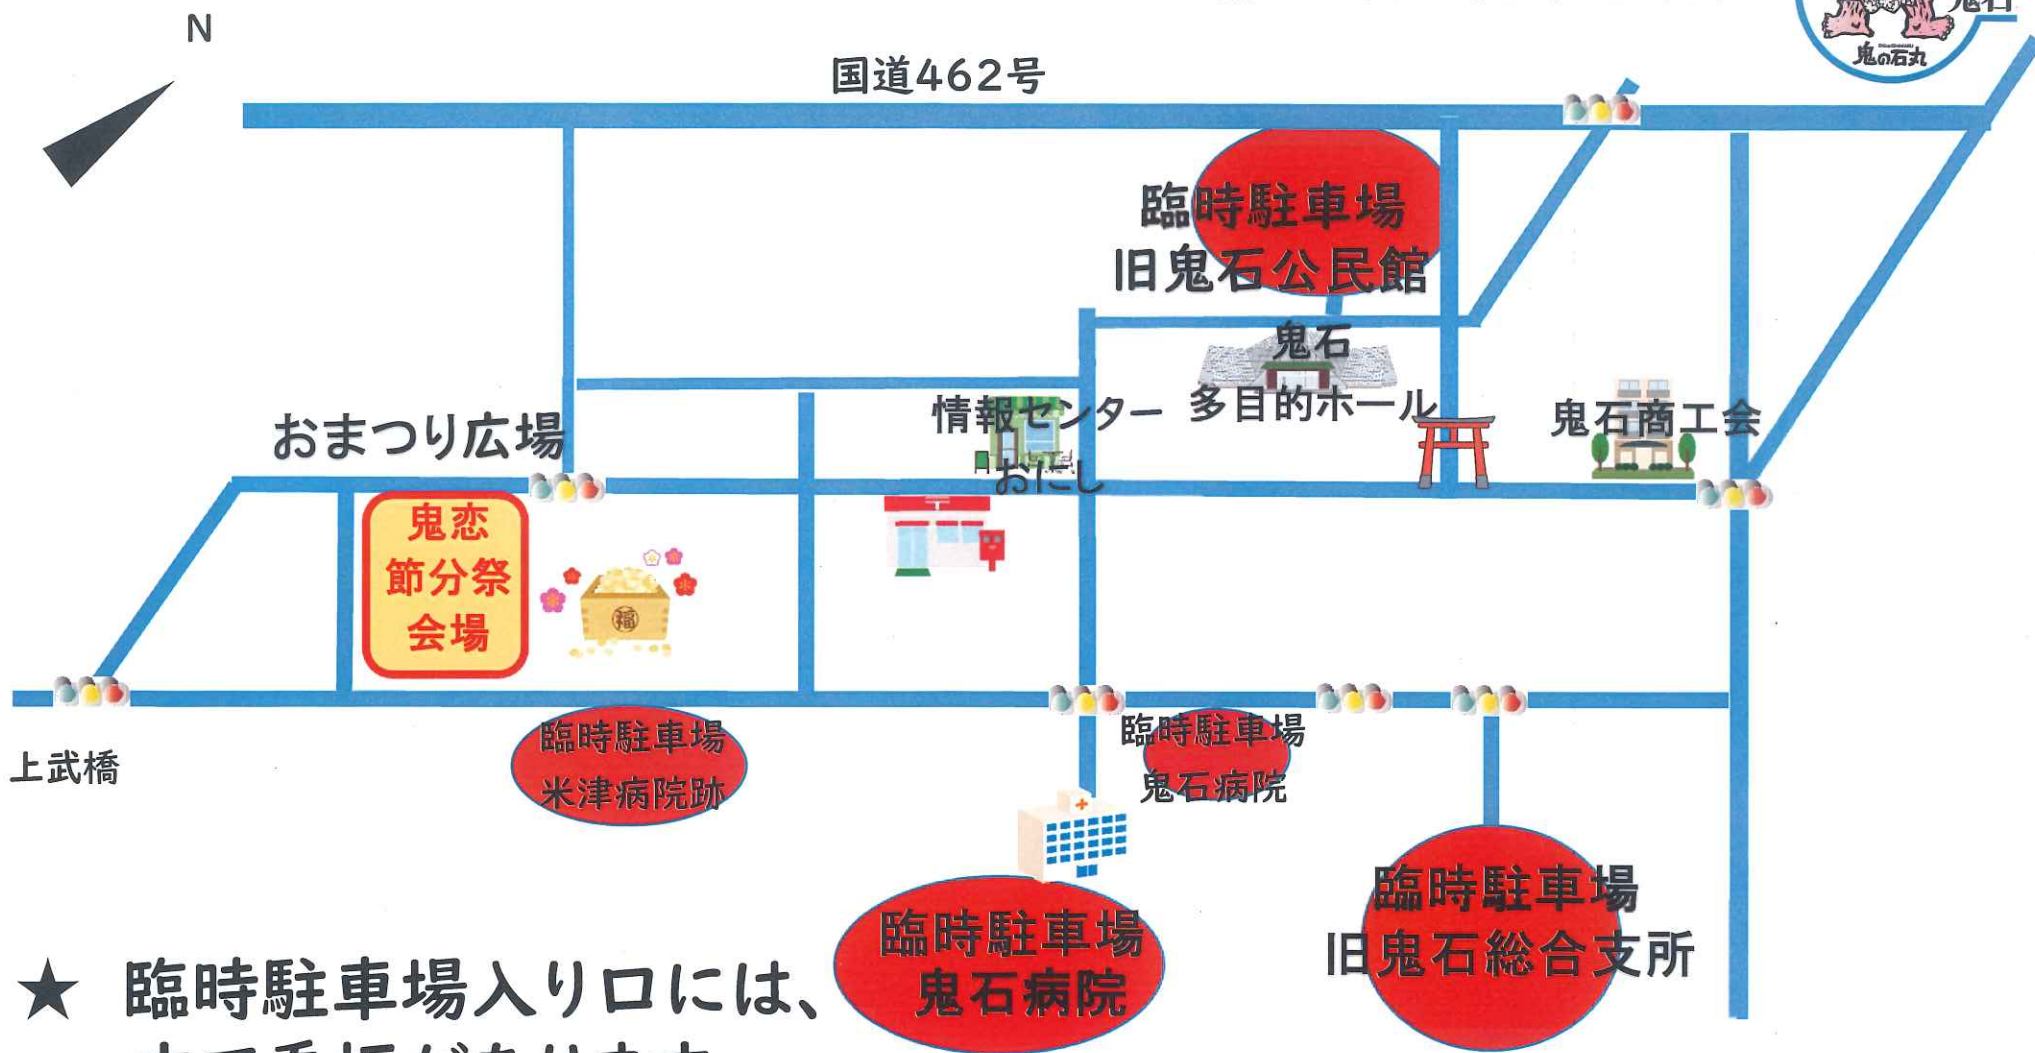 N
国道462号
鬼石
鬼の石丸
臨時駐車場
旧鬼石公民館
鬼石
多目的ホール
情報センター
おにし
鬼石商工会
おまつり広場
鬼恋
節分祭
会場
福
上武橋
臨時駐車場
米津病院跡
臨時駐車場
鬼石病院
臨時駐車場
鬼石病院
臨時駐車場
旧鬼石総合支所
★ 臨時駐車場入り口には、